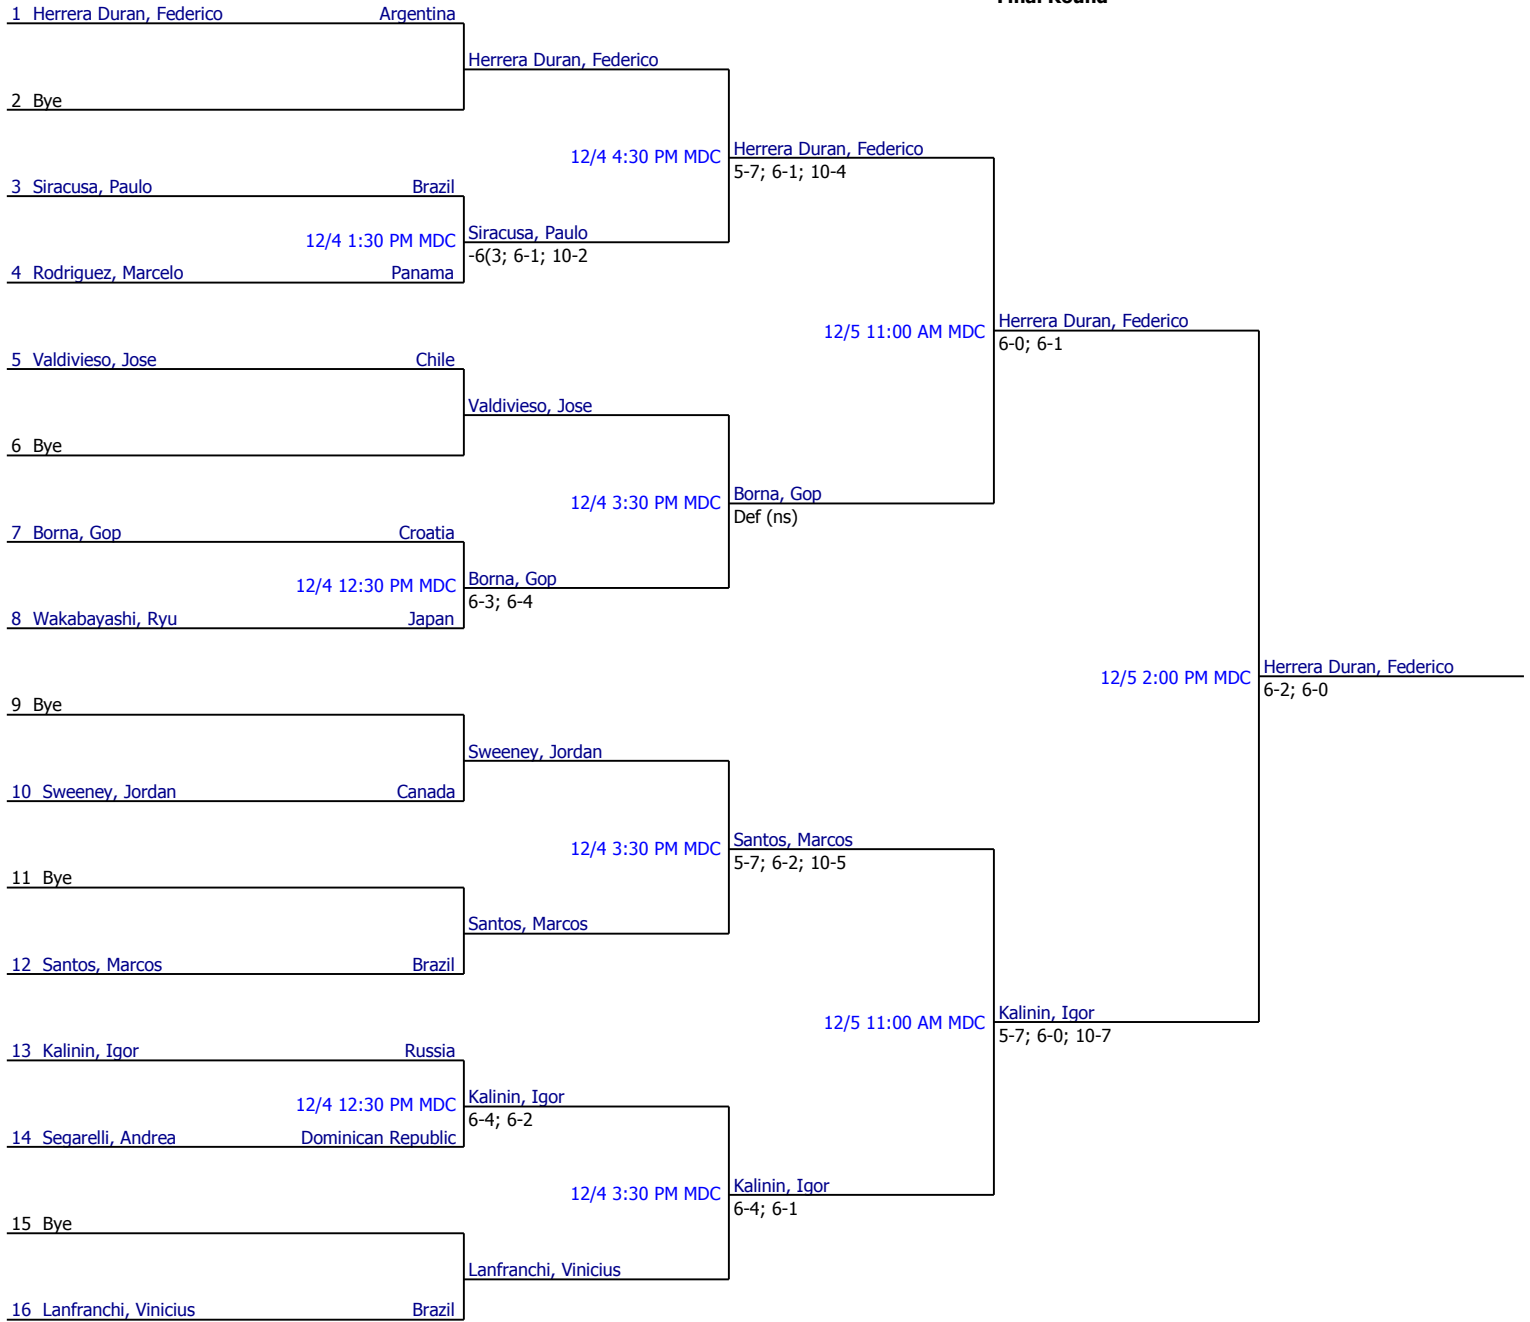 Final Round
1 Herrera Duran, Federico Argentina
Herrera Duran, Federico
2 Bye
12/4 4:30 PM MDC Herrera Duran, Federico
5-7; 6-1; 10-4
3 Siracusa, Paulo Brazil
12/4 1:30 PM MDC Siracusa, Paulo
-6(3; 6-1; 10-2
4 Rodriguez, Marcelo Panama
12/5 11:00 AM MDC Herrera Duran, Federico
6-0; 6-1
5 Valdivieso, Jose Chile
Valdivieso, Jose
6 Bye
12/4 3:30 PM MDC Borna, Gop
Def (ns)
7 Borna, Gop Croatia
12/4 12:30 PM MDC Borna, Gop
6-3; 6-4
8 Wakabayashi, Ryu Japan
12/5 2:00 PM MDC Herrera Duran, Federico
6-2; 6-0
9 Bye
Sweeney, Jordan
10 Sweeney, Jordan Canada
12/4 3:30 PM MDC Santos, Marcos
5-7; 6-2; 10-5
11 Bye
Santos, Marcos
12 Santos, Marcos Brazil
12/5 11:00 AM MDC Kalinin, Igor
5-7; 6-0; 10-7
13 Kalinin, Igor Russia
12/4 12:30 PM MDC Kalinin, Igor
6-4; 6-2
14 Segarelli, Andrea Dominican Republic
12/4 3:30 PM MDC Kalinin, Igor
6-4; 6-1
15 Bye
Lanfranchi, Vinicius
16 Lanfranchi, Vinicius Brazil